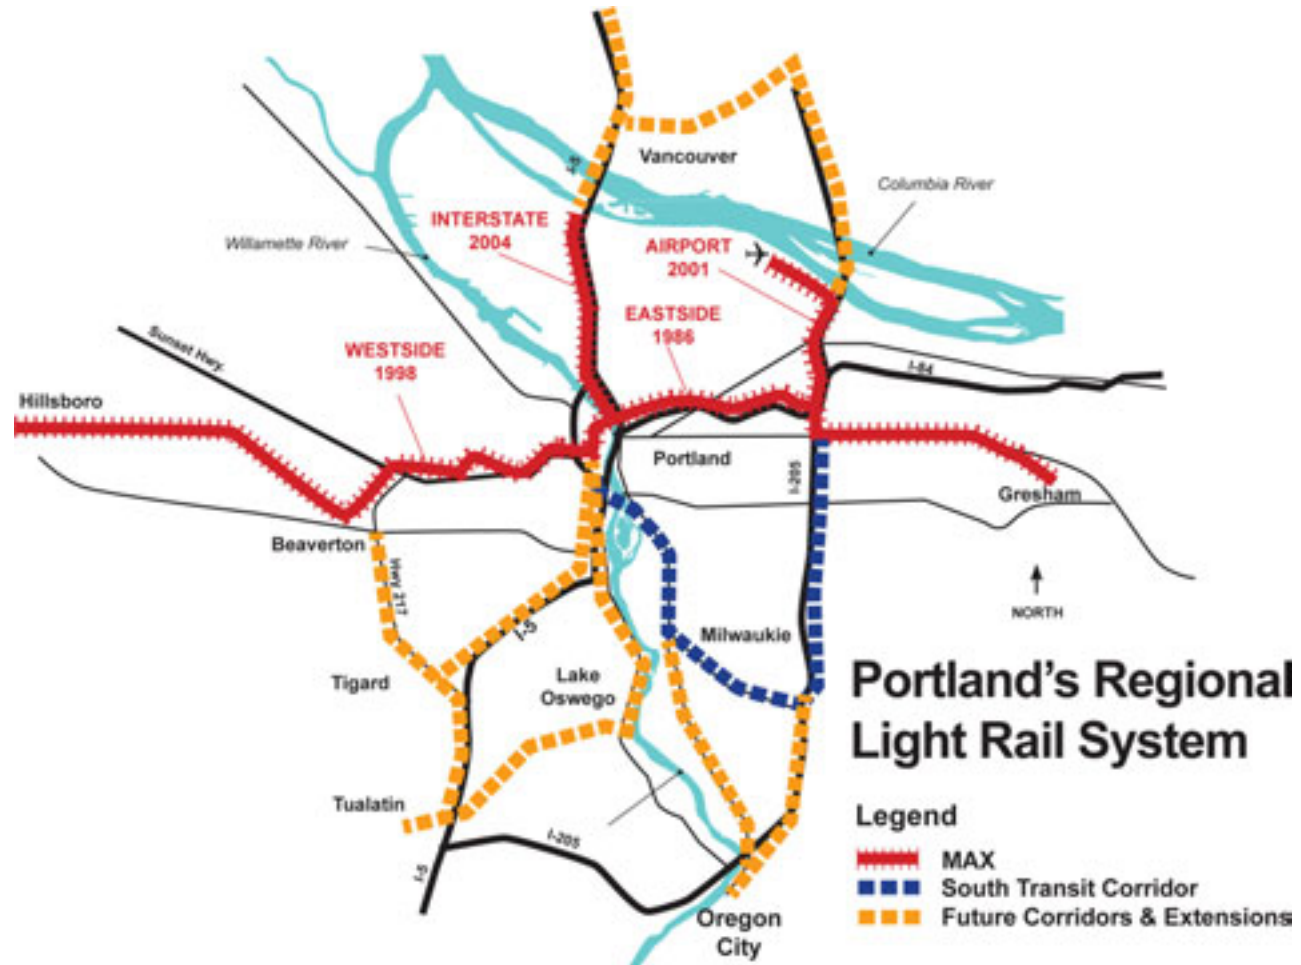 I-5
Vancouver
Columbia River
INTERSTATE
2004
Willamette River
AIRPORT
2001
EASTSIDE
1986
Sunset Hwy.
WESTSIDE
1998
I-84
Hillsboro
Portland
I-205
Gresham
Beaverton
Hwy 217
NORTH
I-5
Milwaukie
Tigard
Lake
Oswego
Portland's Regional
Light Rail System
Tualatin
I-205
I-5
Legend
MAX
South Transit Corridor
Future Corridors & Extensions
Oregon
City